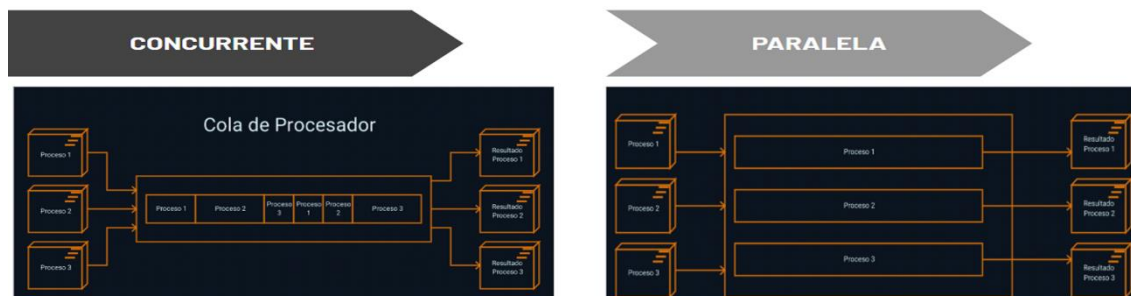 CONCURRENTE
Cola de Procesador
Proceso 1
Proceso 2
Proceso 3
Proceso 1
Proceso 2
Proceso
3
Proceso
1
Proceso
2
Proceso 3
Resultado
Proceso 1
Resultado
Proceso 2
Resultado
Proceso 3
PARALELA
Proceso 1
Proceso 2
Proceso 3
Proceso 1
Proceso 2
Proceso 3
Resultado
Proceso 1
Resultado
Proceso 2
Resultado
Proceso 3